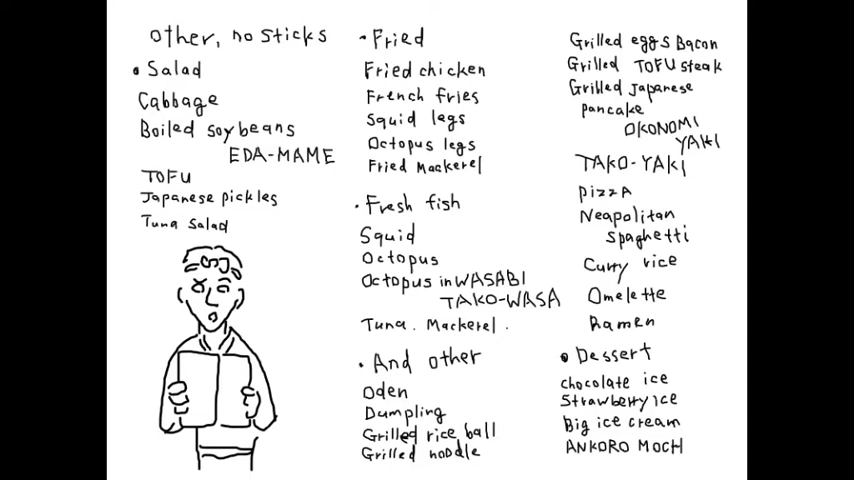 other, no sticks
• Salad
Cabbage
Boiled soybeans
EDA-MAME
TOFU
Japanese pickles
Tuna salad
• Fried
Fried chicken
French fries
Squid legs
Octopus legs
Fried Mackerel
• Fresh fish
Squid
Octopus
Octopus in WASABI
TAKO-WASA
Tuna. Mackerel.
• And other
Oden
Dumpling
Grilled rice ball
Grilled noodle
Grilled eggs Bacon
Grilled TOFU steak
Grilled Japanese
pancake
OKONOMI
YAKI
TAKO-YAKI
pizza
Neapolitan
spaghetti
Curry rice
Omelette
Ramen
• Dessert
chocolate ice
Strawberry ice
Big ice cream
ANKORO MOCHI